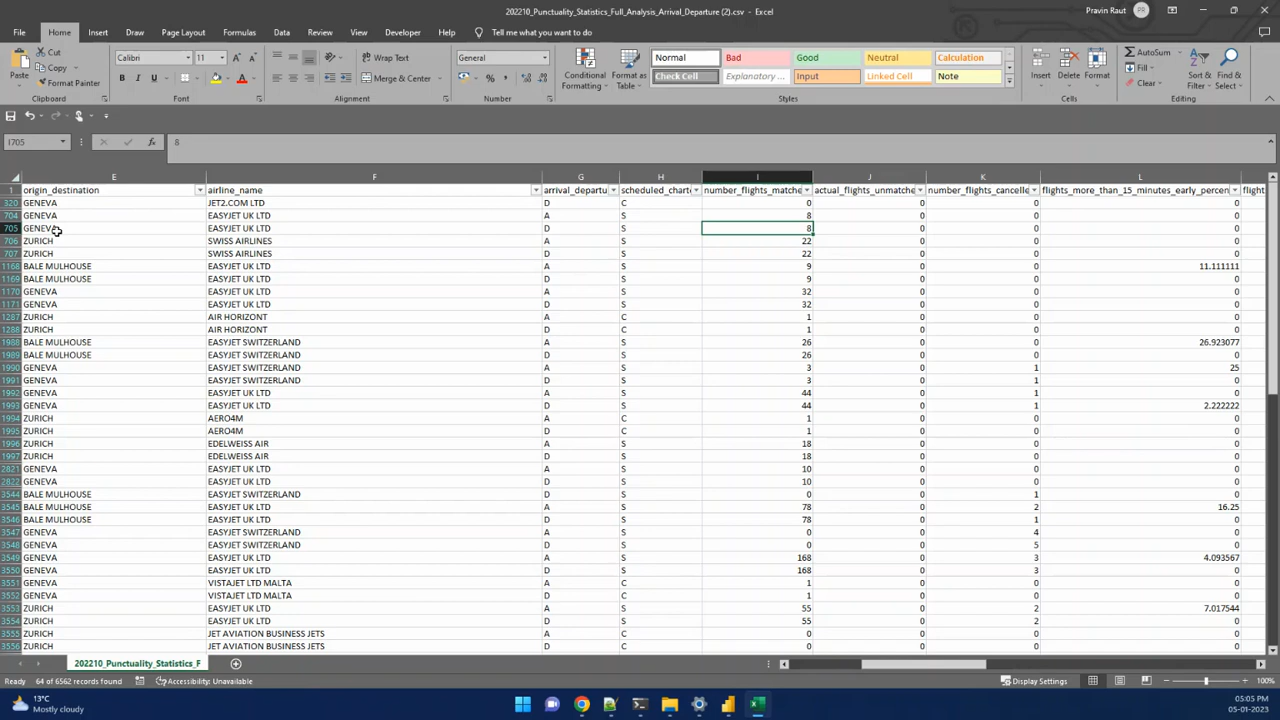 202210_Punctuality_Statistics_Full_Analysis_Arrival_Departure (2).csv - Excel
Pravin Raut PR
File Home Insert Draw Page Layout Formulas Data Review View Developer Help Tell me what you want to do
Paste Cut Copy Format Painter Clipboard
Calibri 11 Font
Wrap Text Merge & Center Alignment
General Number
Conditional Formatting Format as Table
Normal Bad Good Neutral Calculation
Check Cell Explanatory ... Input Linked Cell Note
Styles
Insert Delete Format Cells
AutoSum Fill Clear Sort & Filter Find & Select Editing
I705 fx 8
E F G H I J K L
1 origin_destination airline_name arrival_departu scheduled_charte number_flights_matche actual_flights_unmatche number_flights_cancelle flights_more_than_15_minutes_early_percen flight
320 GENEVA JET2.COM LTD D C 0 0 0 0
704 GENEVA EASYJET UK LTD A S 8 0 0 0
705 GENEVA EASYJET UK LTD D S 8 0 0 0
706 ZURICH SWISS AIRLINES A S 22 0 0 0
707 ZURICH SWISS AIRLINES D S 22 0 0 0
1168 BALE MULHOUSE EASYJET UK LTD A S 9 0 0 11.111111
1169 BALE MULHOUSE EASYJET UK LTD D S 9 0 0 0
1170 GENEVA EASYJET UK LTD A S 32 0 0 0
1171 GENEVA EASYJET UK LTD D S 32 0 0 0
1287 ZURICH AIR HORIZONT A C 1 0 0 0
1288 ZURICH AIR HORIZONT D C 1 0 0 0
1988 BALE MULHOUSE EASYJET SWITZERLAND A S 26 0 0 26.923077
1989 BALE MULHOUSE EASYJET SWITZERLAND D S 26 0 0 0
1990 GENEVA EASYJET SWITZERLAND A S 3 0 1 25
1991 GENEVA EASYJET SWITZERLAND D S 3 0 1 0
1992 GENEVA EASYJET UK LTD A S 44 0 1 0
1993 GENEVA EASYJET UK LTD D S 44 0 1 2.222222
1994 ZURICH AERO4M A C 1 0 0 0
1995 ZURICH AERO4M D C 1 0 0 0
1996 ZURICH EDELWEISS AIR A S 18 0 0 0
1997 ZURICH EDELWEISS AIR D S 18 0 0 0
2821 GENEVA EASYJET UK LTD A S 10 0 0 0
2822 GENEVA EASYJET UK LTD D S 10 0 0 0
3544 BALE MULHOUSE EASYJET SWITZERLAND D S 0 0 1 0
3545 BALE MULHOUSE EASYJET UK LTD A S 78 0 2 16.25
3546 BALE MULHOUSE EASYJET UK LTD D S 78 0 1 0
3547 GENEVA EASYJET SWITZERLAND A S 0 0 4 0
3548 GENEVA EASYJET SWITZERLAND D S 0 0 5 0
3549 GENEVA EASYJET UK LTD A S 168 0 3 4.093567
3550 GENEVA EASYJET UK LTD D S 168 0 3 0
3551 GENEVA VISTAJET LTD MALTA A C 1 0 0 0
3552 GENEVA VISTAJET LTD MALTA D C 1 0 0 0
3553 ZURICH EASYJET UK LTD A S 55 0 2 7.017544
3554 ZURICH EASYJET UK LTD D S 55 0 2 0
3555 ZURICH JET AVIATION BUSINESS JETS A C 0 0 0 0
3556 ZURICH JET AVIATION BUSINESS JETS D C 0 0 0 0
202210_Punctuality_Statistics_F
Ready 64 of 6562 records found Accessibility: Unavailable Display Settings 100%
13°C
Mostly cloudy
05:05 PM
05-01-2023